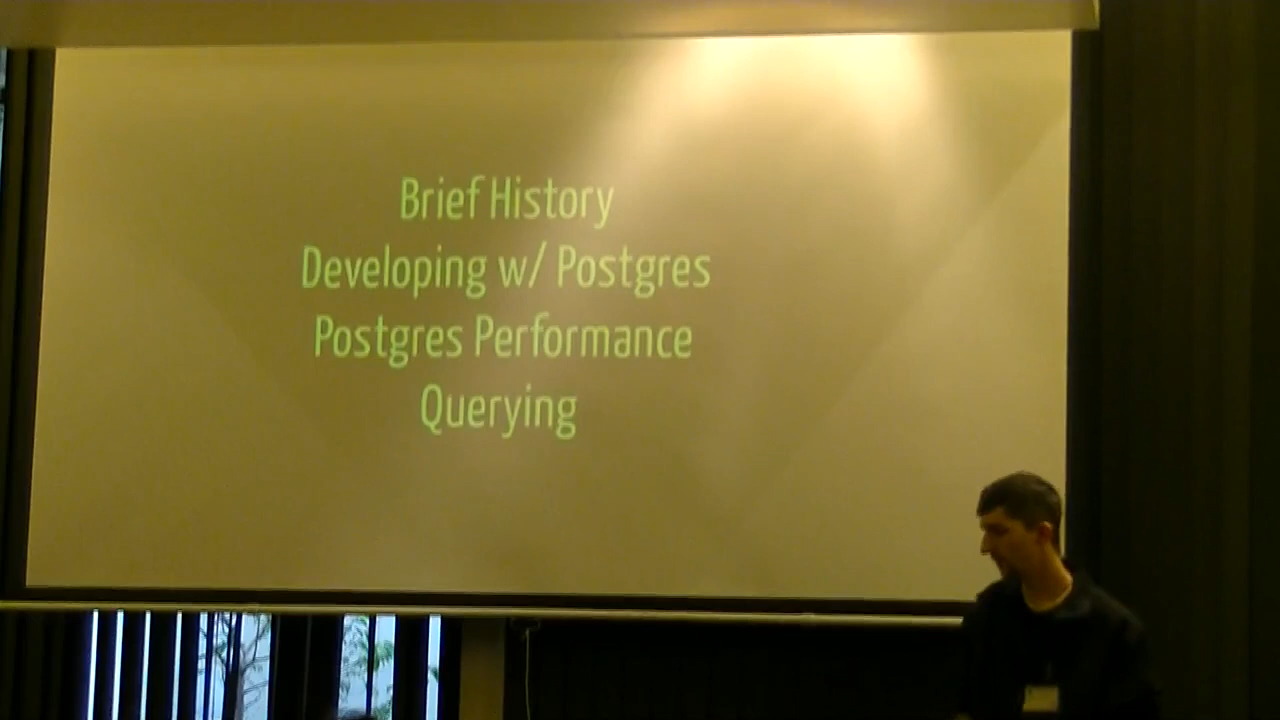 Brief History
Developing w/ Postgres
Postgres Performance
Querying